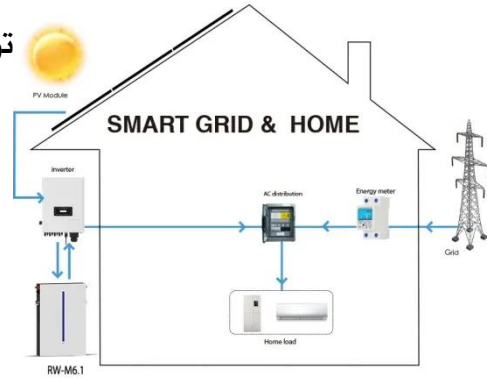 PV Module
SMART GRID & HOME
inverter
AC distribution
Energy meter
Grid
Home load
RW-M6.1